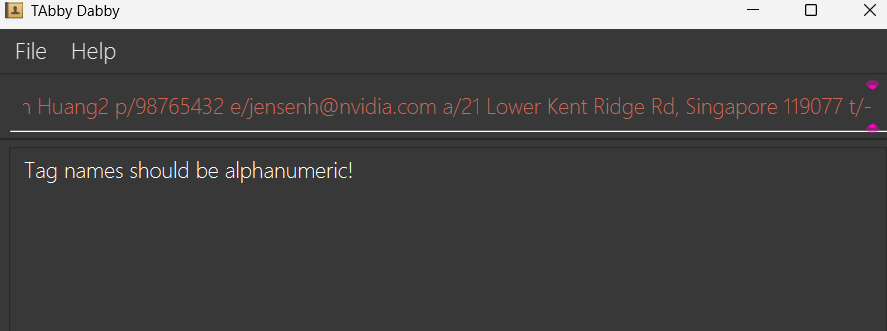 TAbby Dabby
File Help
Huang2 p/98765432 e/jensenh@nvidia.com a/21 Lower Kent Ridge Rd, Singapore 119077 t/-
Tag names should be alphanumeric!